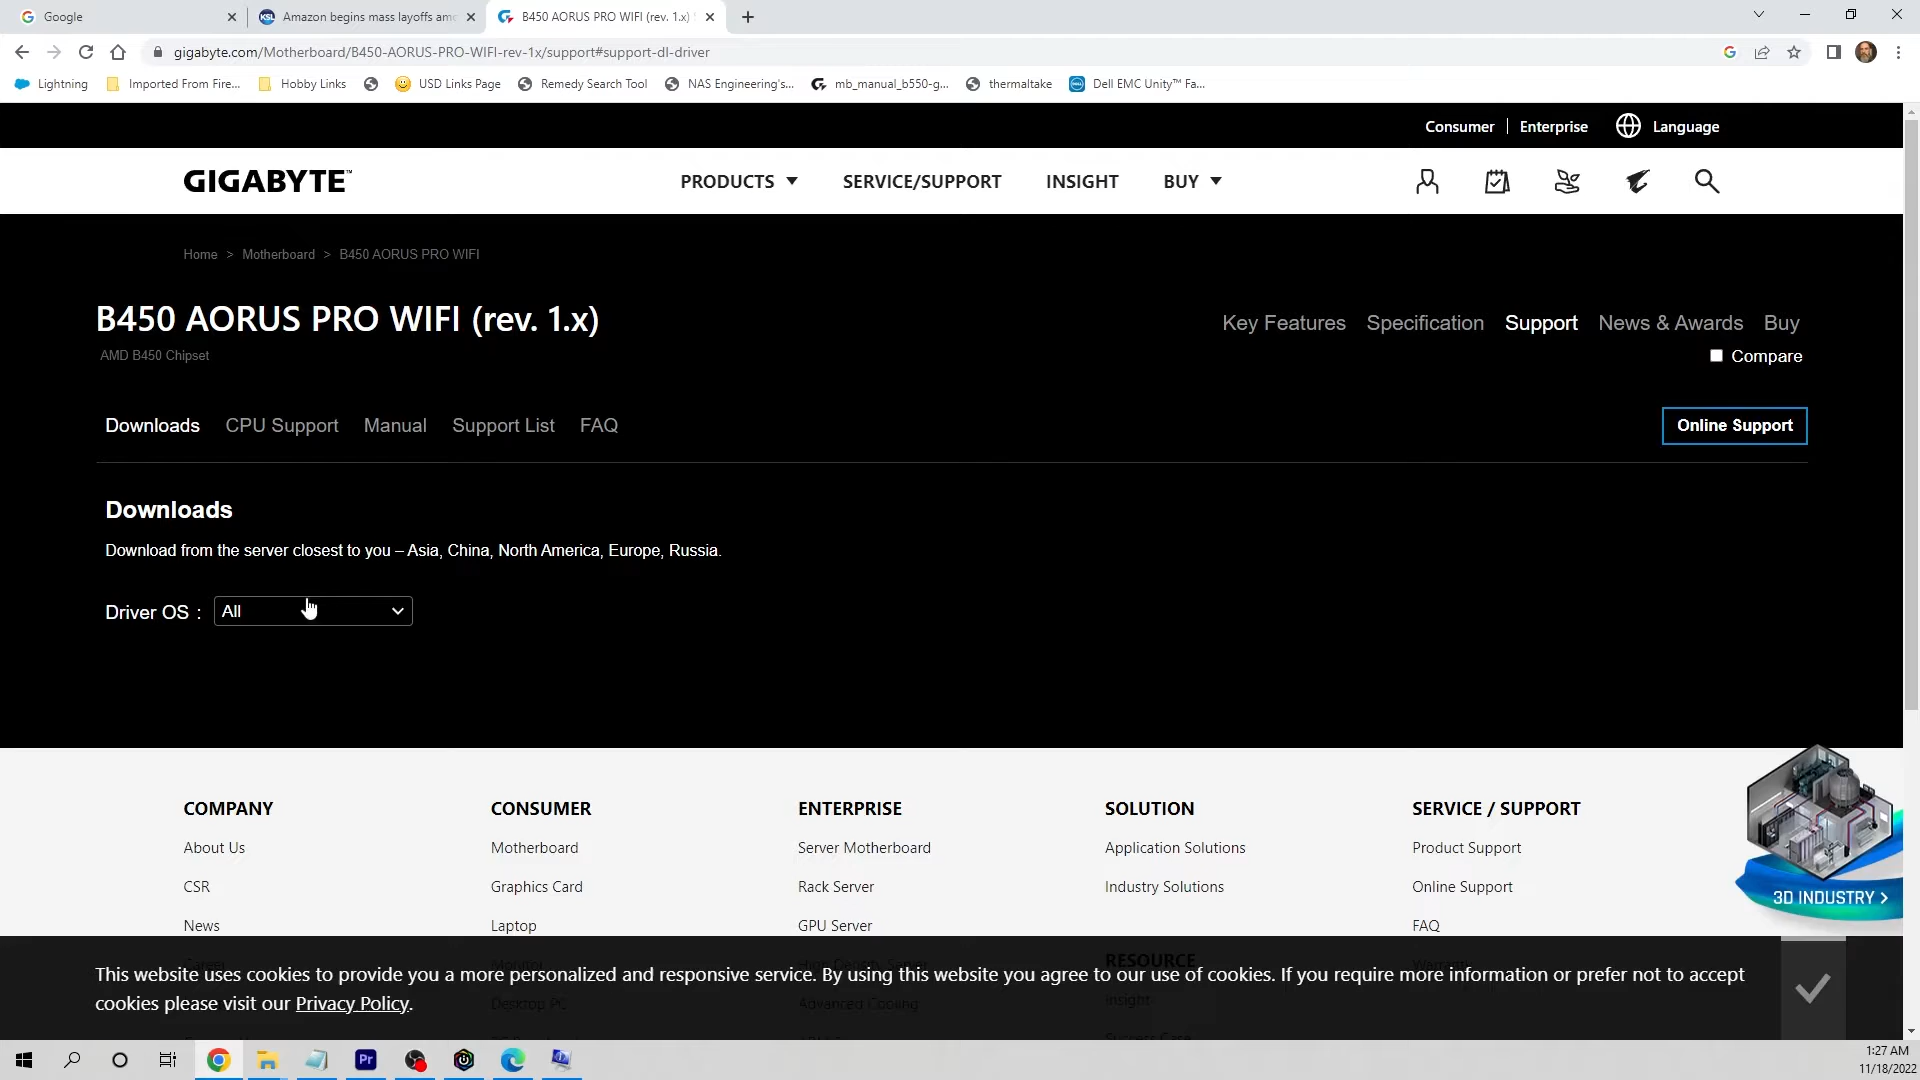 Google
Amazon begins mass layoffs amo
B450 AORUS PRO WIFI (rev. 1.x)
gigabyte.com/Motherboard/B450-AORUS-PRO-WIFI-rev-1x/support#support-dl-driver
Lightning
Imported From Fire...
Hobby Links
USD Links Page
Remedy Search Tool
NAS Engineering's...
mb_manual_b550-g...
thermaltake
Dell EMC Unity™ Fa...
Consumer | Enterprise
Language
GIGABYTE™
PRODUCTS
SERVICE/SUPPORT
INSIGHT
BUY
Home > Motherboard > B450 AORUS PRO WIFI
B450 AORUS PRO WIFI (rev. 1.x)
AMD B450 Chipset
Key Features
Specification
Support
News & Awards
Buy
Compare
Downloads
CPU Support
Manual
Support List
FAQ
Online Support
Downloads
Download from the server closest to you – Asia, China, North America, Europe, Russia.
Driver OS :
All
COMPANY
CONSUMER
ENTERPRISE
SOLUTION
SERVICE / SUPPORT
About Us
Motherboard
Server Motherboard
Application Solutions
Product Support
CSR
Graphics Card
Rack Server
Industry Solutions
Online Support
News
Laptop
GPU Server
FAQ
3D INDUSTRY >
RESOURCE
Insight
Desktop PC
Advanced Cooling
This website uses cookies to provide you a more personalized and responsive service. By using this website you agree to our use of cookies. If you require more information or prefer not to accept
cookies please visit our Privacy Policy.
Pr
1:27 AM
11/18/2022